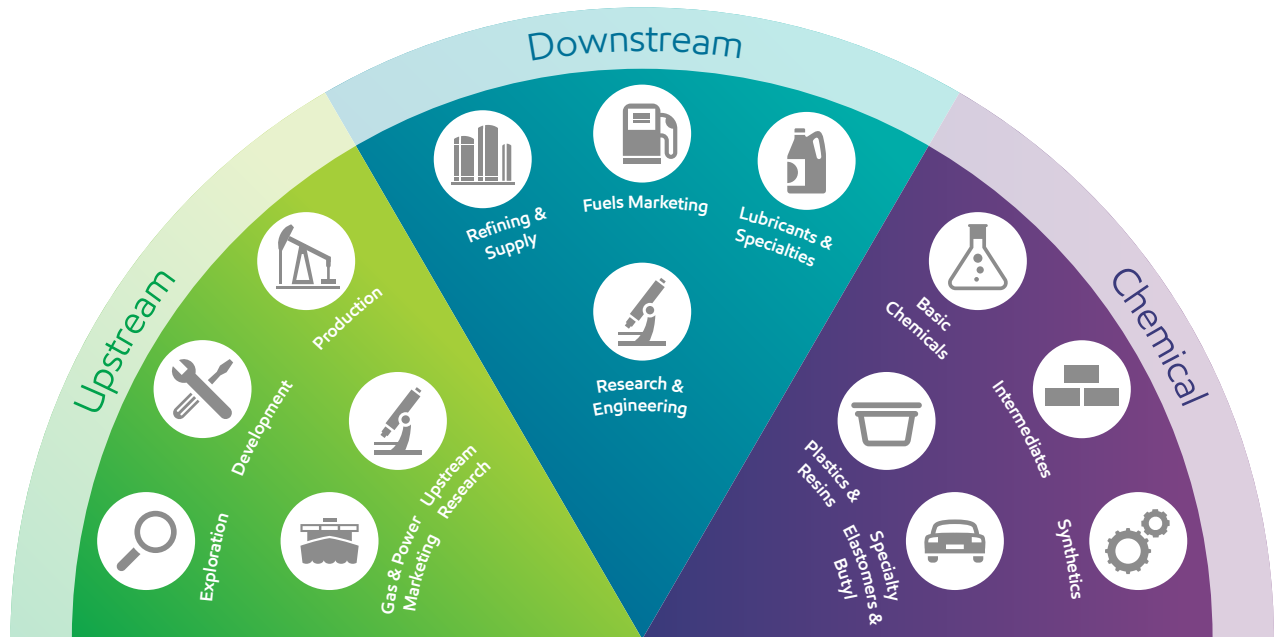 Upstream
Production
Development
Upstream
Research
Exploration
Gas & Power
Marketing
Downstream
Refining &
Supply
Fuels Marketing
Lubricants &
Specialties
Research &
Engineering
Chemical
Basic
Chemicals
Intermediates
Plastics &
Resins
Specialty
Elastomers &
Butyl
Synthetics